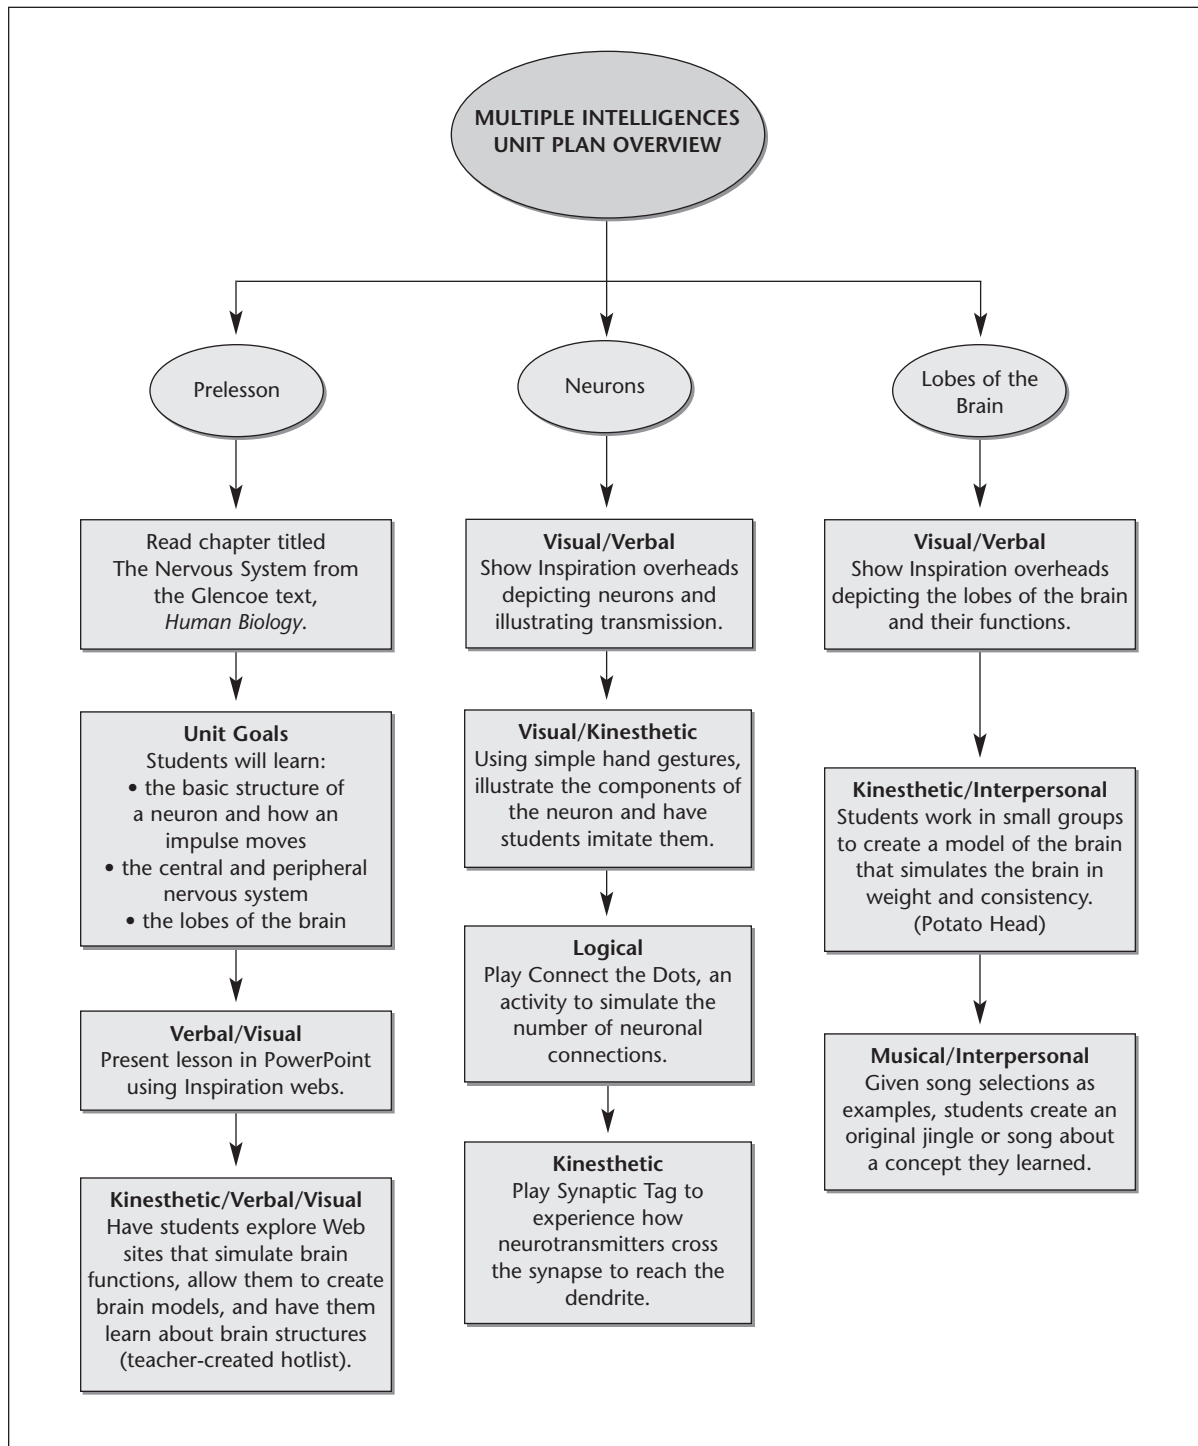 MULTIPLE INTELLIGENCES
UNIT PLAN OVERVIEW
Prelesson
Read chapter titled
The Nervous System from
the Glencoe text,
Human Biology.
Unit Goals
Students will learn:
• the basic structure of
a neuron and how an
impulse moves
• the central and peripheral
nervous system
• the lobes of the brain
Verbal/Visual
Present lesson in PowerPoint
using Inspiration webs.
Kinesthetic/Verbal/Visual
Have students explore Web
sites that simulate brain
functions, allow them to create
brain models, and have them
learn about brain structures
(teacher-created hotlist).
Neurons
Visual/Verbal
Show Inspiration overheads
depicting neurons and
illustrating transmission.
Visual/Kinesthetic
Using simple hand gestures,
illustrate the components of
the neuron and have
students imitate them.
Logical
Play Connect the Dots, an
activity to simulate the
number of neuronal
connections.
Kinesthetic
Play Synaptic Tag to
experience how
neurotransmitters cross
the synapse to reach the
dendrite.
Lobes of the
Brain
Visual/Verbal
Show Inspiration overheads
depicting the lobes of the brain
and their functions.
Kinesthetic/Interpersonal
Students work in small groups
to create a model of the brain
that simulates the brain in
weight and consistency.
(Potato Head)
Musical/Interpersonal
Given song selections as
examples, students create an
original jingle or song about
a concept they learned.